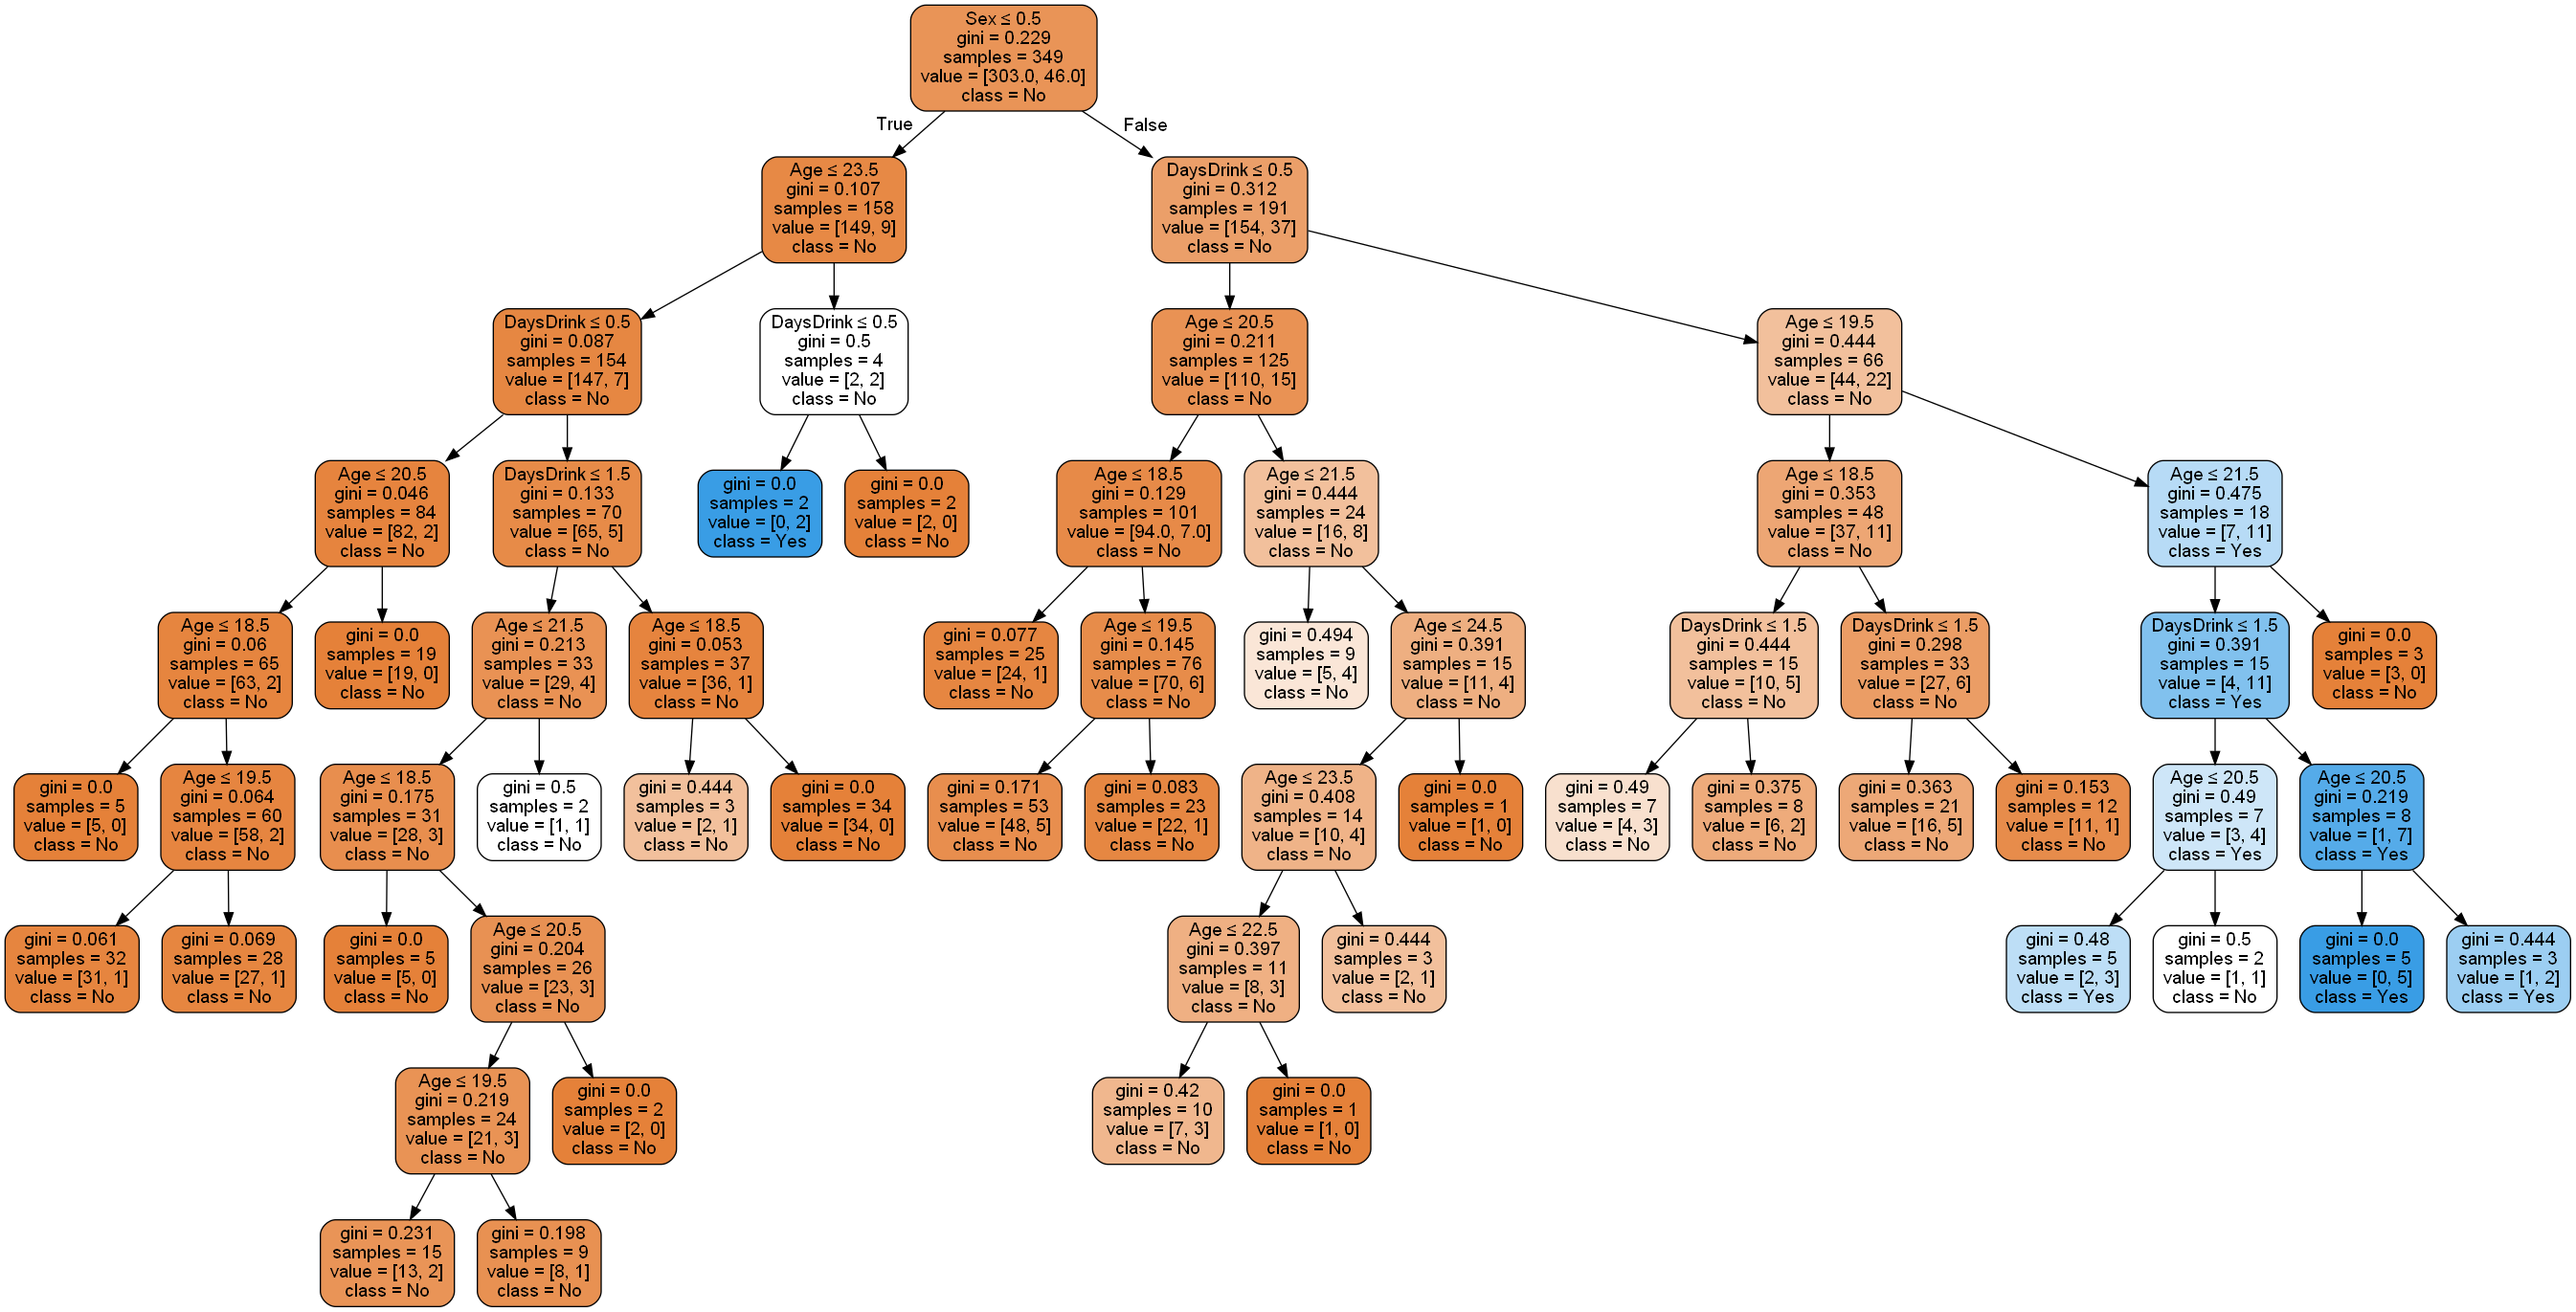 Sex ≤ 0.5
gini = 0.229
samples = 349
value = [303.0, 46.0]
class = No
True
False
Age ≤ 23.5
gini = 0.107
samples = 158
value = [149, 9]
class = No
DaysDrink ≤ 0.5
gini = 0.312
samples = 191
value = [154, 37]
class = No
DaysDrink ≤ 0.5
gini = 0.087
samples = 154
value = [147, 7]
class = No
DaysDrink ≤ 0.5
gini = 0.5
samples = 4
value = [2, 2]
class = No
Age ≤ 20.5
gini = 0.211
samples = 125
value = [110, 15]
class = No
Age ≤ 19.5
gini = 0.444
samples = 66
value = [44, 22]
class = No
Age ≤ 20.5
gini = 0.046
samples = 84
value = [82, 2]
class = No
DaysDrink ≤ 1.5
gini = 0.133
samples = 70
value = [65, 5]
class = No
gini = 0.0
samples = 2
value = [0, 2]
class = Yes
gini = 0.0
samples = 2
value = [2, 0]
class = No
Age ≤ 18.5
gini = 0.129
samples = 101
value = [94.0, 7.0]
class = No
Age ≤ 21.5
gini = 0.444
samples = 24
value = [16, 8]
class = No
Age ≤ 18.5
gini = 0.353
samples = 48
value = [37, 11]
class = No
Age ≤ 21.5
gini = 0.475
samples = 18
value = [7, 11]
class = Yes
Age ≤ 18.5
gini = 0.06
samples = 65
value = [63, 2]
class = No
gini = 0.0
samples = 19
value = [19, 0]
class = No
Age ≤ 21.5
gini = 0.213
samples = 33
value = [29, 4]
class = No
Age ≤ 18.5
gini = 0.053
samples = 37
value = [36, 1]
class = No
gini = 0.077
samples = 25
value = [24, 1]
class = No
Age ≤ 19.5
gini = 0.145
samples = 76
value = [70, 6]
class = No
gini = 0.494
samples = 9
value = [5, 4]
class = No
Age ≤ 24.5
gini = 0.391
samples = 15
value = [11, 4]
class = No
DaysDrink ≤ 1.5
gini = 0.444
samples = 15
value = [10, 5]
class = No
DaysDrink ≤ 1.5
gini = 0.298
samples = 33
value = [27, 6]
class = No
DaysDrink ≤ 1.5
gini = 0.391
samples = 15
value = [4, 11]
class = Yes
gini = 0.0
samples = 3
value = [3, 0]
class = No
gini = 0.0
samples = 5
value = [5, 0]
class = No
Age ≤ 19.5
gini = 0.064
samples = 60
value = [58, 2]
class = No
Age ≤ 18.5
gini = 0.175
samples = 31
value = [28, 3]
class = No
gini = 0.5
samples = 2
value = [1, 1]
class = No
gini = 0.444
samples = 3
value = [2, 1]
class = No
gini = 0.0
samples = 34
value = [34, 0]
class = No
gini = 0.171
samples = 53
value = [48, 5]
class = No
gini = 0.083
samples = 23
value = [22, 1]
class = No
Age ≤ 23.5
gini = 0.408
samples = 14
value = [10, 4]
class = No
gini = 0.0
samples = 1
value = [1, 0]
class = No
gini = 0.49
samples = 7
value = [4, 3]
class = No
gini = 0.375
samples = 8
value = [6, 2]
class = No
gini = 0.363
samples = 21
value = [16, 5]
class = No
gini = 0.153
samples = 12
value = [11, 1]
class = No
Age ≤ 20.5
gini = 0.49
samples = 7
value = [3, 4]
class = Yes
Age ≤ 20.5
gini = 0.219
samples = 8
value = [1, 7]
class = Yes
gini = 0.061
samples = 32
value = [31, 1]
class = No
gini = 0.069
samples = 28
value = [27, 1]
class = No
gini = 0.0
samples = 5
value = [5, 0]
class = No
Age ≤ 20.5
gini = 0.204
samples = 26
value = [23, 3]
class = No
Age ≤ 22.5
gini = 0.397
samples = 11
value = [8, 3]
class = No
gini = 0.444
samples = 3
value = [2, 1]
class = No
gini = 0.48
samples = 5
value = [2, 3]
class = Yes
gini = 0.5
samples = 2
value = [1, 1]
class = No
gini = 0.0
samples = 5
value = [0, 5]
class = Yes
gini = 0.444
samples = 3
value = [1, 2]
class = Yes
Age ≤ 19.5
gini = 0.219
samples = 24
value = [21, 3]
class = No
gini = 0.0
samples = 2
value = [2, 0]
class = No
gini = 0.42
samples = 10
value = [7, 3]
class = No
gini = 0.0
samples = 1
value = [1, 0]
class = No
gini = 0.231
samples = 15
value = [13, 2]
class = No
gini = 0.198
samples = 9
value = [8, 1]
class = No